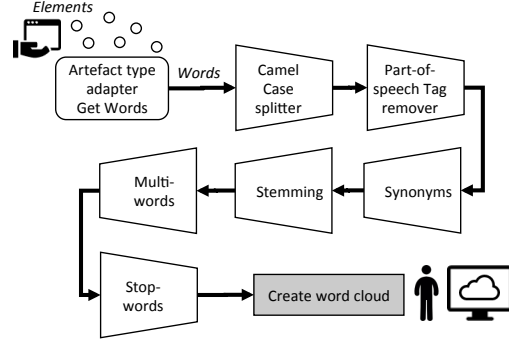 Elements
Artefact type
adapter
Get Words
Words
Camel
Case
splitter
Part-of-
speech Tag
remover
Multi-
words
Stemming
Synonyms
Stop-
words
Create word cloud